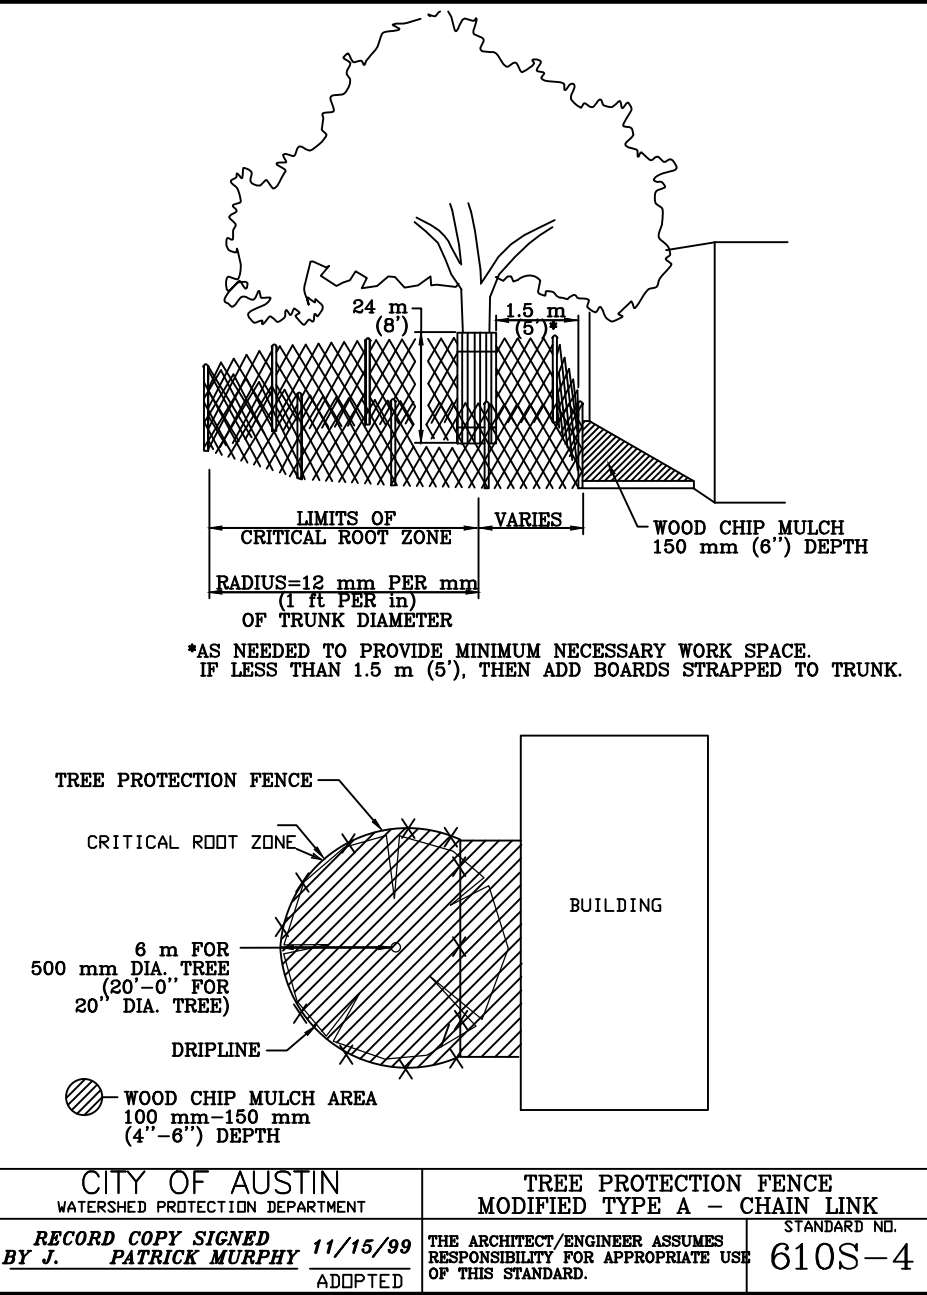 24 m
(8')
1.5 m
(5')*
LIMITS OF
CRITICAL ROOT ZONE
VARIES
WOOD CHIP MULCH
150 mm (6") DEPTH
RADIUS=12 mm PER mm
(1 ft PER in)
OF TRUNK DIAMETER
*AS NEEDED TO PROVIDE MINIMUM NECESSARY WORK SPACE.
IF LESS THAN 1.5 m (5'), THEN ADD BOARDS STRAPPED TO TRUNK.
TREE PROTECTION FENCE
CRITICAL ROOT ZONE
BUILDING
6 m FOR
500 mm DIA. TREE
(20'-0" FOR
20" DIA. TREE)
DRIPLINE
WOOD CHIP MULCH AREA
100 mm-150 mm
(4"-6") DEPTH
CITY OF AUSTIN
WATERSHED PROTECTION DEPARTMENT
TREE PROTECTION FENCE
MODIFIED TYPE A - CHAIN LINK
RECORD COPY SIGNED
BY J. PATRICK MURPHY
11/15/99
ADOPTED
THE ARCHITECT/ENGINEER ASSUMES
RESPONSIBILITY FOR APPROPRIATE USE
OF THIS STANDARD.
STANDARD NO.
610S-4